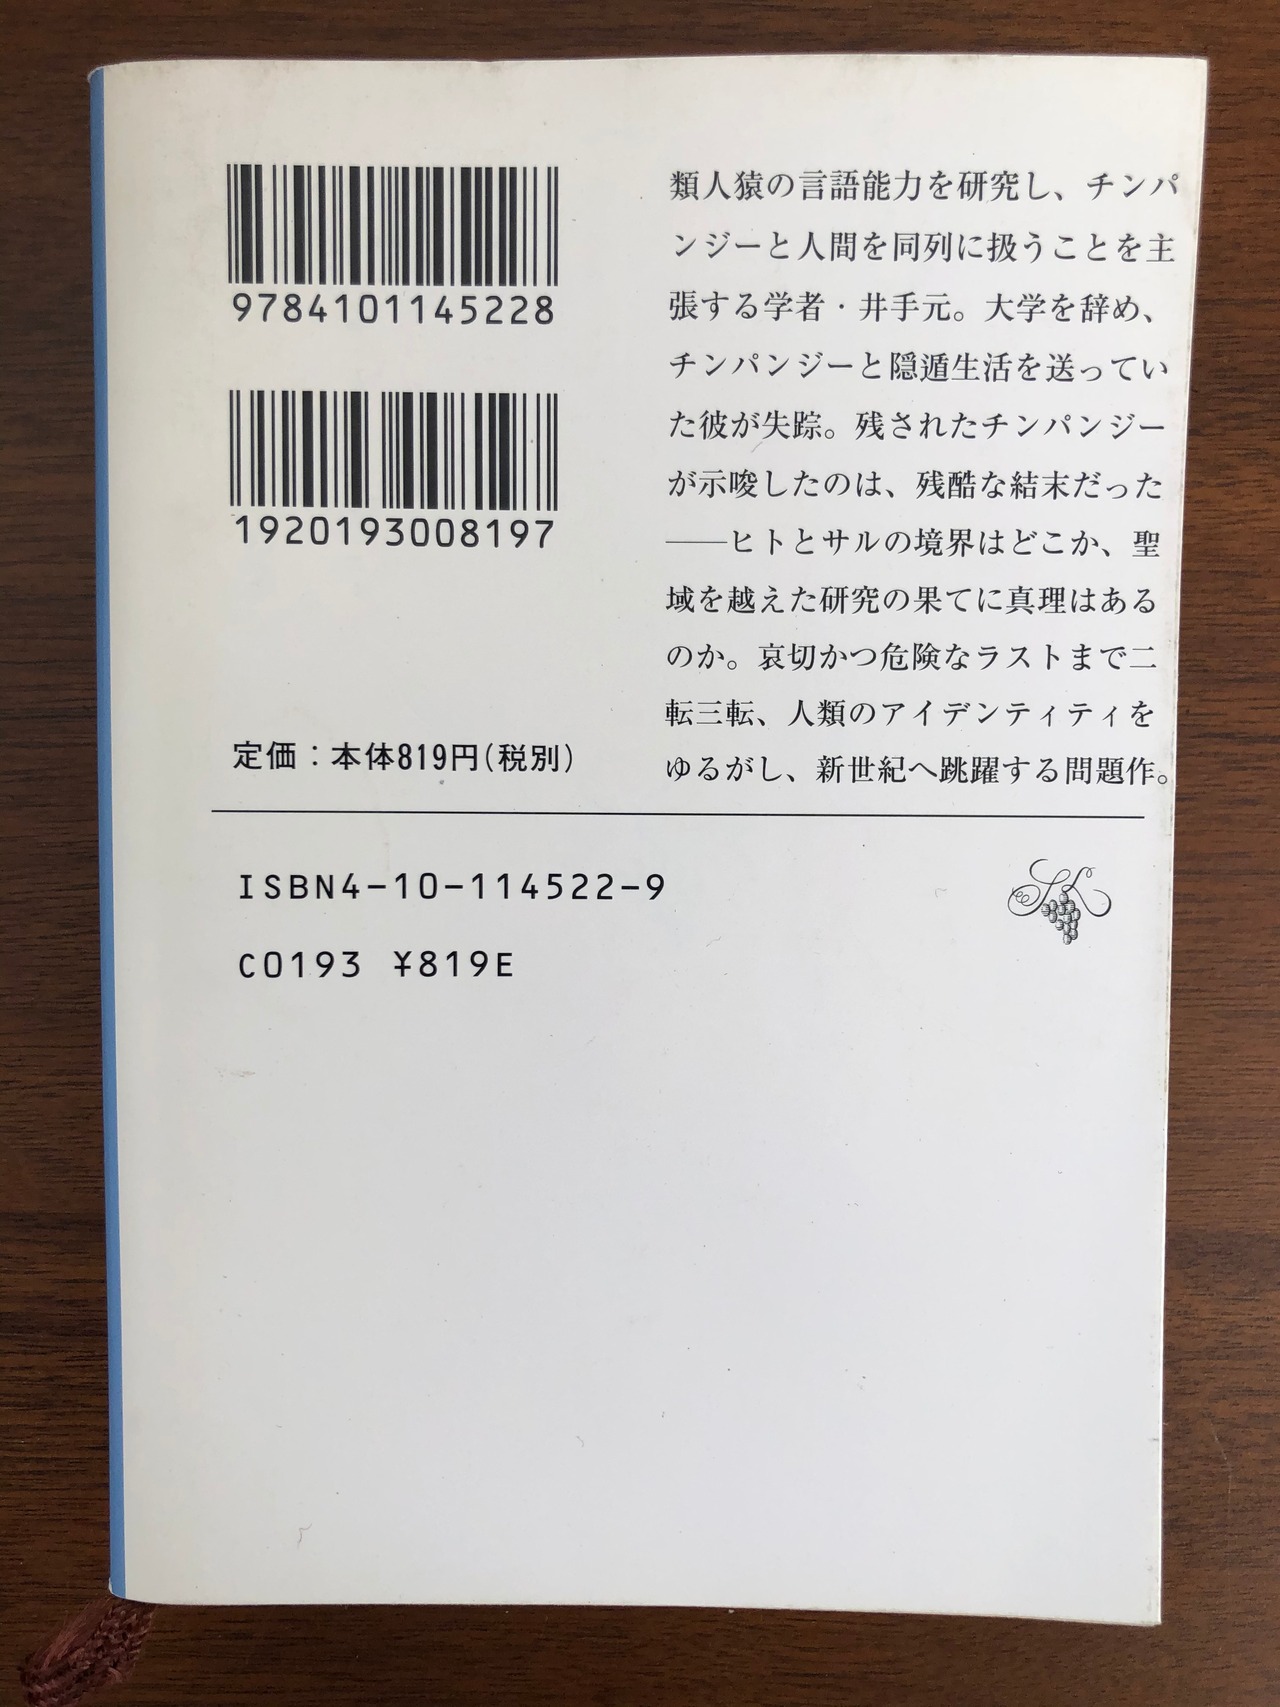 9784101145228
1920193008197
定価：本体819円(税別)
類人猿の言語能力を研究し、チンパ
ンジーと人間を同列に扱うことを主
張する学者・井手元。大学を辞め、
チンパンジーと隠遁生活を送ってい
た彼が失踪。残されたチンパンジー
が示唆したのは、残酷な結末だった
――ヒトとサルの境界はどこか、聖
域を越えた研究の果てに真理はある
のか。哀切かつ危険なラストまで二
転三転、人類のアイデンティティを
ゆるがし、新世紀へ跳躍する問題作。
ISBN4-10-114522-9
C0193 ¥819E
SK